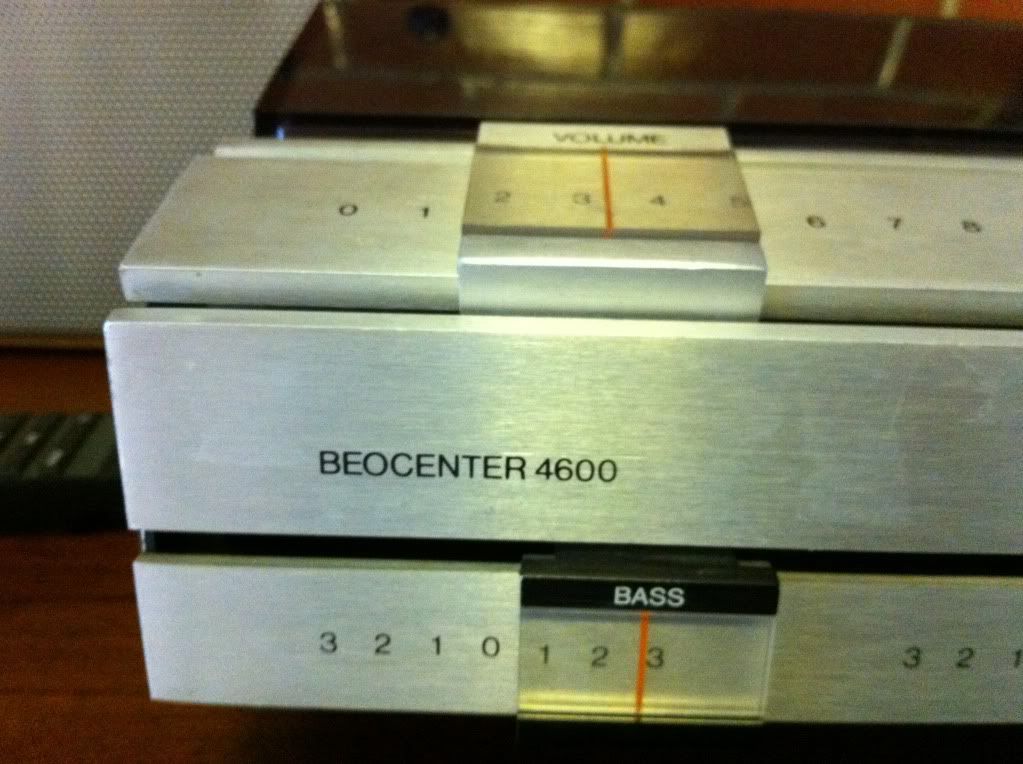 VOLUME
0 1 2 3 4 5 6 7 8
BEOCENTER 4600
BASS
3 2 1 0 1 2 3 3 2 1